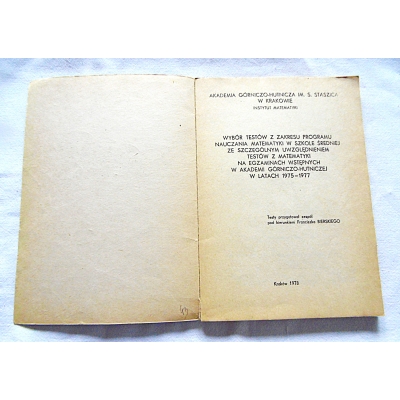 AKADEMIA GÓRNICZO-HUTNICZA IM. S. STASZICA
W KRAKOWIE
INSTYTUT MATEMATYKI
WYBÓR TESTÓW Z ZAKRESU PROGRAMU
NAUCZANIA MATEMATYKI W SZKOLE ŚREDNIEJ
ZE SZCZEGÓLNYM UWZGLĘDNIENIEM
TESTÓW Z MATEMATYKI
NA EGZAMINACH WSTĘPNYCH
W AKADEMII GÓRNICZO-HUTNICZEJ
W LATACH 1975—1977
Testy przygotował zespół
pod kierunkiem Franciszka BIERSKIEGO
Kraków 1978